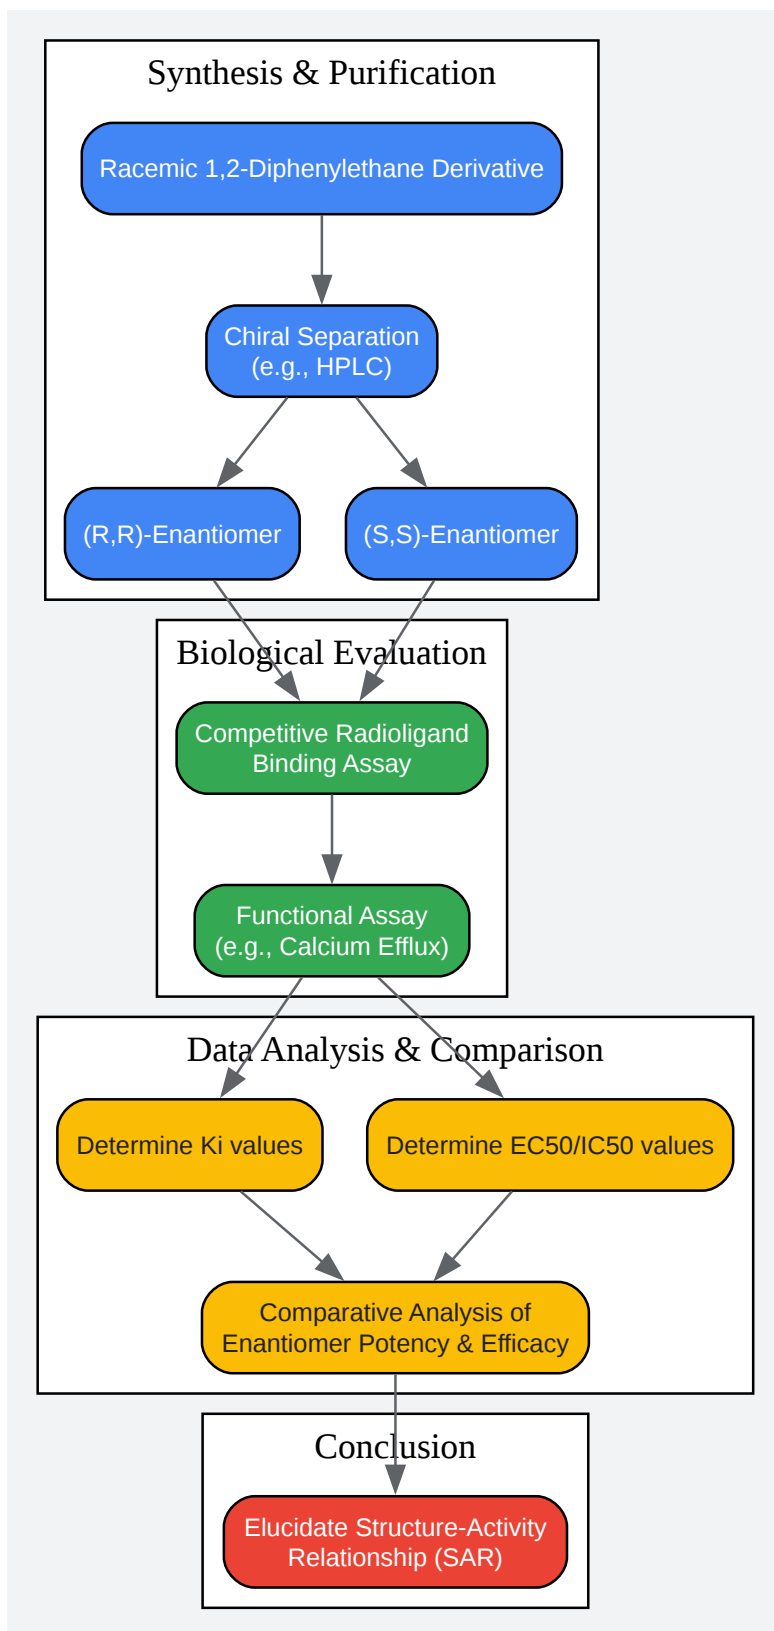 Synthesis & Purification
Racemic 1,2-Diphenylethane Derivative
Chiral Separation
(e.g., HPLC)
(R,R)-Enantiomer
(S,S)-Enantiomer
Biological Evaluation
Competitive Radioligand
Binding Assay
Functional Assay
(e.g., Calcium Efflux)
Data Analysis & Comparison
Determine Ki values
Determine EC50/IC50 values
Comparative Analysis of
Enantiomer Potency & Efficacy
Conclusion
Elucidate Structure-Activity
Relationship (SAR)